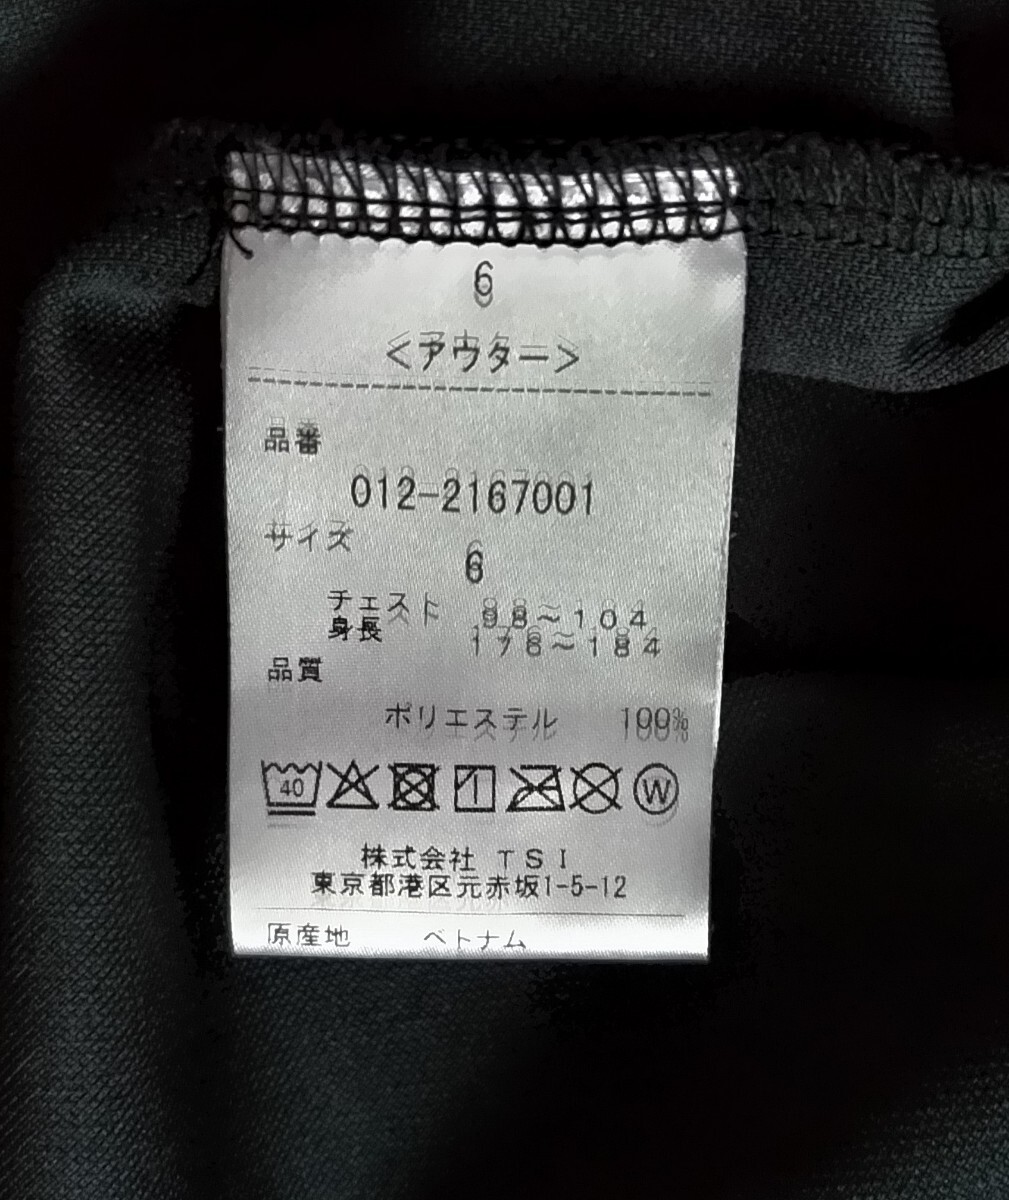 6
<アウター>
品番
012-2167001
サイズ
6
チェスト 98~104
身長 178~184
品質
ポリエステル 100%
40 W
株式会社 TSI
東京都港区元赤坂1-5-12
原産地 ベトナム